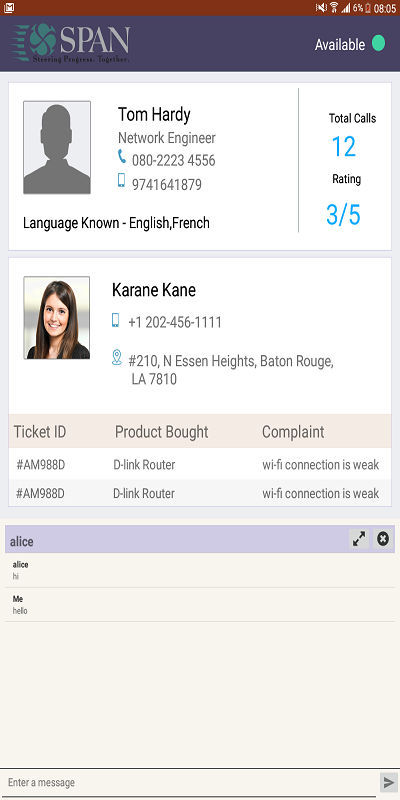 6% 08:05
SPAN
Steering Progress. Together.
Available
Tom Hardy
Network Engineer
080-2223 4556
9741641879
Language Known - English,French
Total Calls
12
Rating
3/5
Karane Kane
+1 202-456-1111
#210, N Essen Heights, Baton Rouge,
LA 7810
Ticket ID Product Bought Complaint
#AM988D D-link Router wi-fi connection is weak
#AM988D D-link Router wi-fi connection is weak
alice
alice
hi
Me
hello
Enter a message